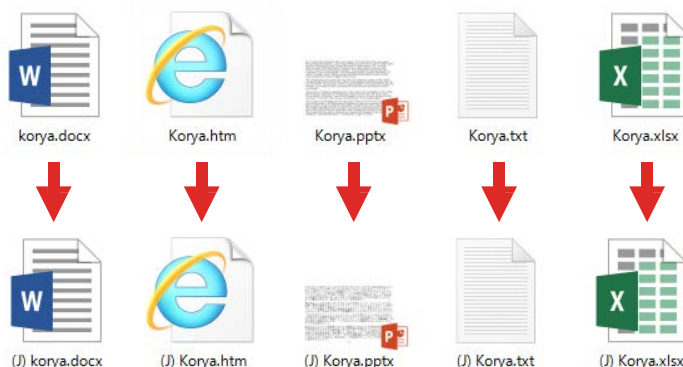 W
X
P
korya.docx
Korya.htm
Korya.pptx
Korya.txt
Korya.xlsx
W
X
P
(J) korya.docx
(J) Korya.htm
(J) Korya.pptx
(J) Korya.txt
(J) Korya.xlsx